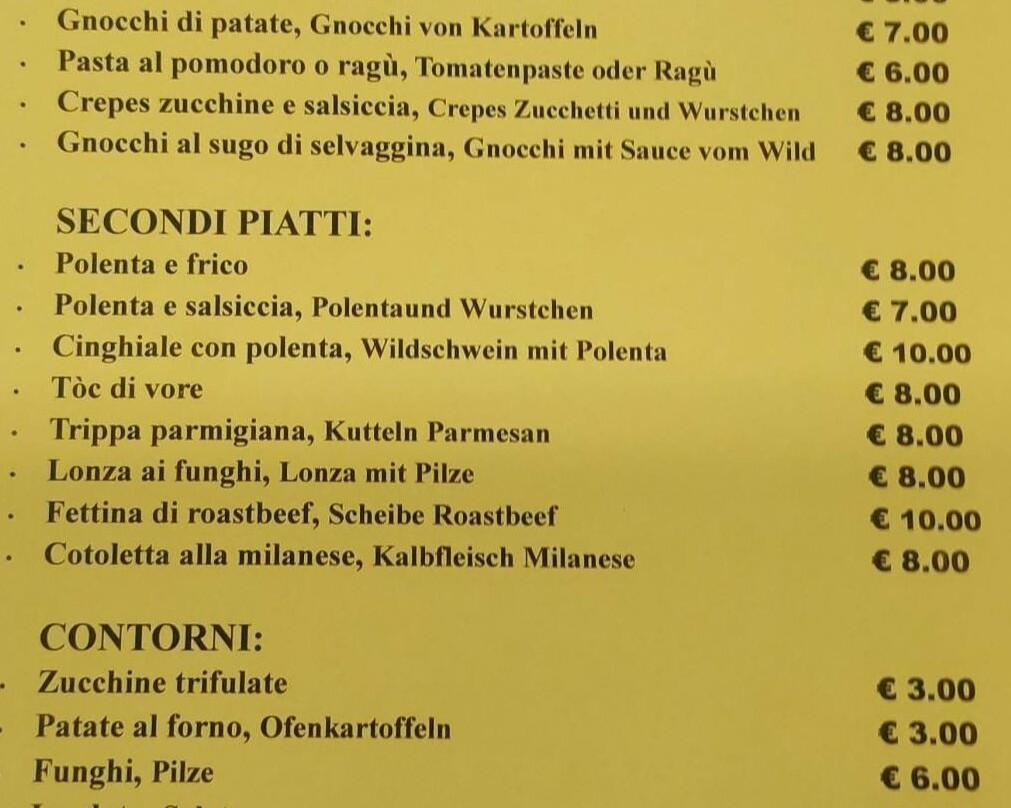 · Gnocchi di patate, Gnocchi von Kartoffeln € 7.00
· Pasta al pomodoro o ragù, Tomatenpaste oder Ragù € 6.00
· Crepes zucchine e salsiccia, Crepes Zucchetti und Wurstchen € 8.00
· Gnocchi al sugo di selvaggina, Gnocchi mit Sauce vom Wild € 8.00
SECONDI PIATTI:
· Polenta e frico € 8.00
· Polenta e salsiccia, Polentaund Wurstchen € 7.00
· Cinghiale con polenta, Wildschwein mit Polenta € 10.00
· Tòc di vore € 8.00
· Trippa parmigiana, Kutteln Parmesan € 8.00
· Lonza ai funghi, Lonza mit Pilze € 8.00
· Fettina di roastbeef, Scheibe Roastbeef € 10.00
· Cotoletta alla milanese, Kalbfleisch Milanese € 8.00
CONTORNI:
· Zucchine trifulate € 3.00
· Patate al forno, Ofenkartoffeln € 3.00
Funghi, Pilze € 6.00